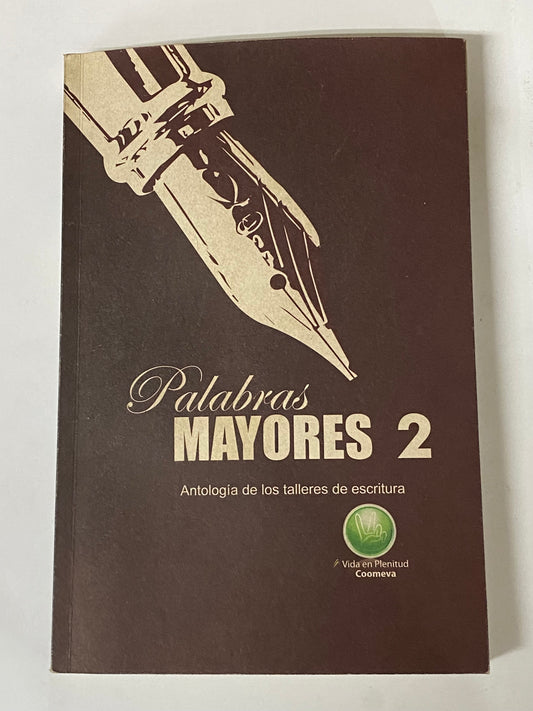 Palabras
MAYORES 2
Antología de los talleres de escritura
Vida en Plenitud
Coomeva